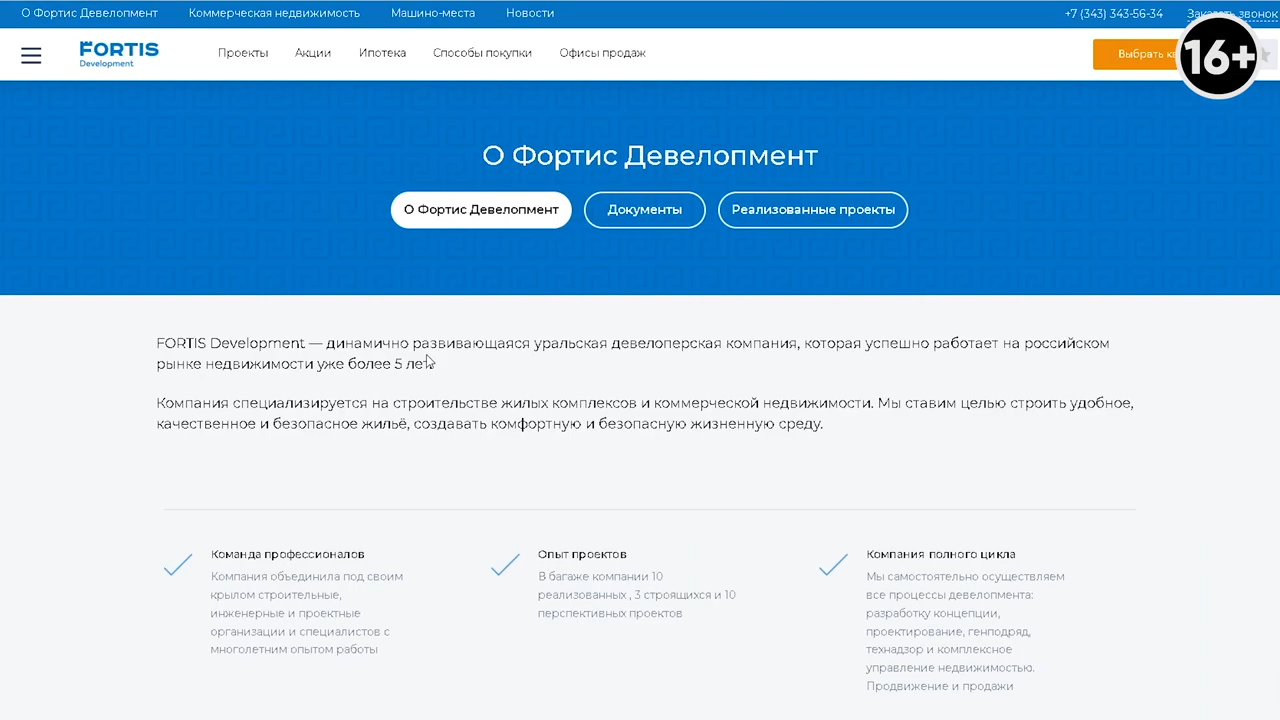 О Фортис Девелопмент Коммерческая недвижимость Машино-места Новости +7 (343) 343-56-34 Заказать звонок
FORTIS
Development
Проекты Акции Ипотека Способы покупки Офисы продаж Выбрать
16+
О Фортис Девелопмент
О Фортис Девелопмент Документы Реализованные проекты
FORTIS Development — динамично развивающаяся уральская девелоперская компания, которая успешно работает на российском
рынке недвижимости уже более 5 лет
Компания специализируется на строительстве жилых комплексов и коммерческой недвижимости. Мы ставим целью строить удобное,
качественное и безопасное жильё, создавать комфортную и безопасную жизненную среду.
Команда профессионалов
Компания объединила под своим
крылом строительные,
инженерные и проектные
организации и специалистов с
многолетним опытом работы
Опыт проектов
В багаже компании 10
реализованных , 3 строящихся и 10
перспективных проектов
Компания полного цикла
Мы самостоятельно осуществляем
все процессы девелопмента:
разработку концепции,
проектирование, генподряд,
технадзор и комплексное
управление недвижимостью.
Продвижение и продажи